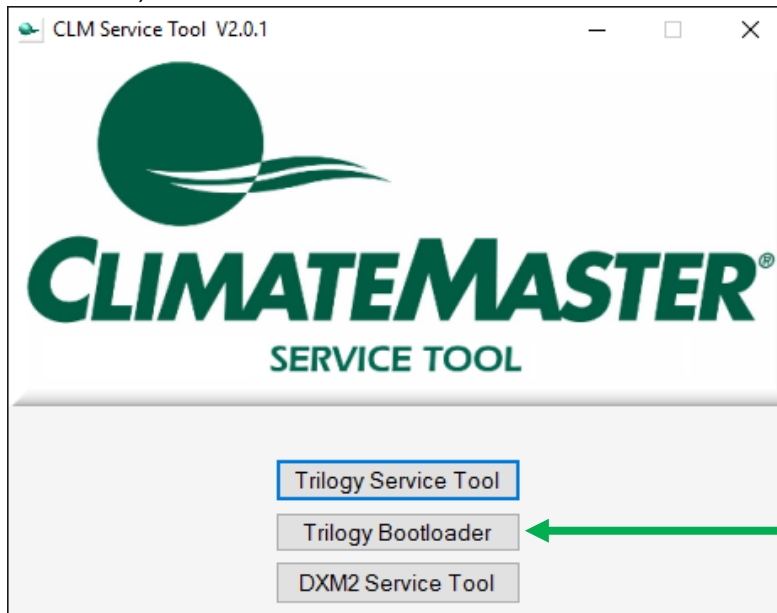 CLM Service Tool V2.0.1
CLIMATEMASTER®
SERVICE TOOL
Trilogy Service Tool
Trilogy Bootloader
DXM2 Service Tool